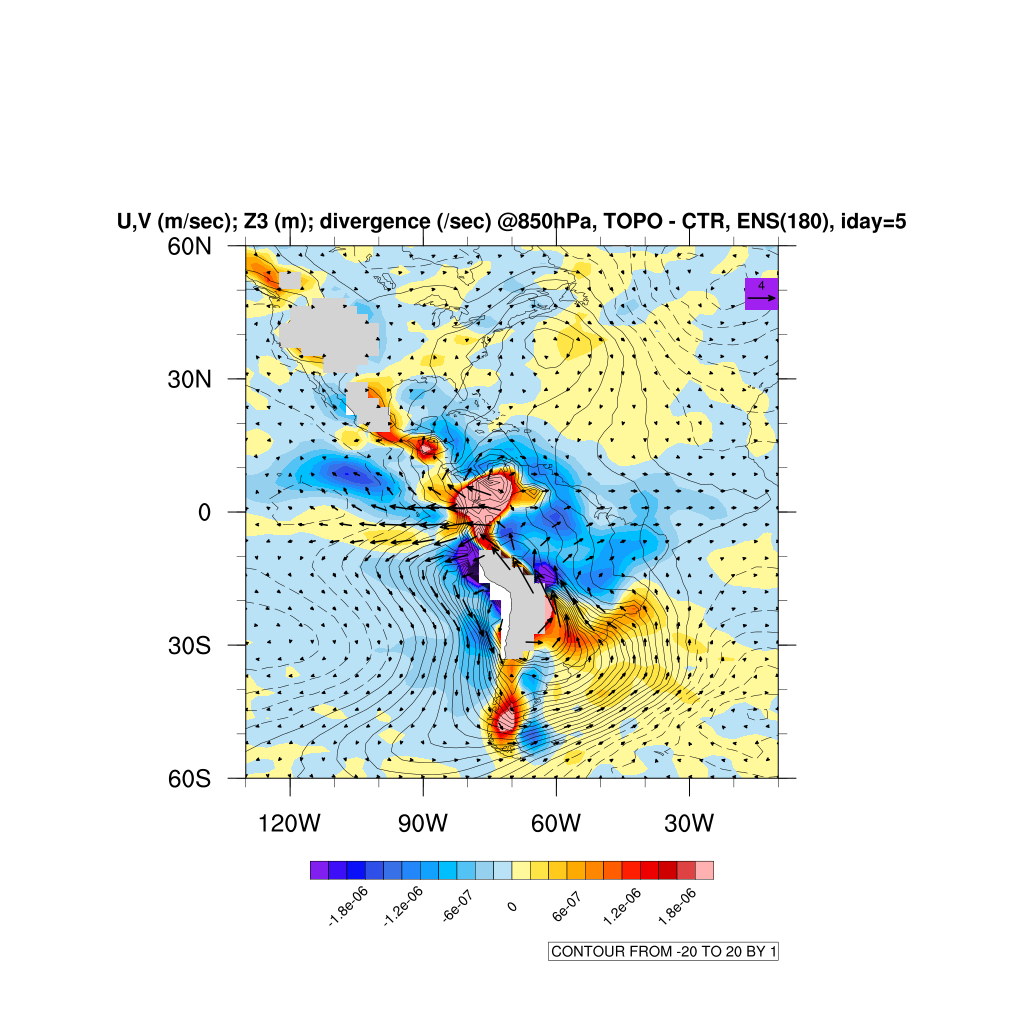 U,V (m/sec); Z3 (m); divergence (/sec) @850hPa, TOPO - CTR, ENS(180), iday=5
60N
4
30N
0
30S
60S
120W 90W 60W 30W
-1.8e-06 -1.2e-06 -6e-07 0 6e-07 1.2e-06 1.8e-06
CONTOUR FROM -20 TO 20 BY 1